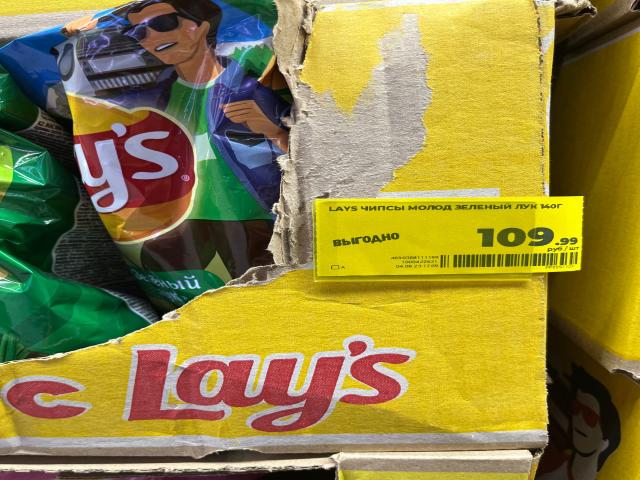 Lay's
LAYS ЧИПСЫ МОЛОД ЗЕЛЕНЫЙ ЛУК 140Г
ВЫГОДНО
109.99
руб / шт
с Lay's